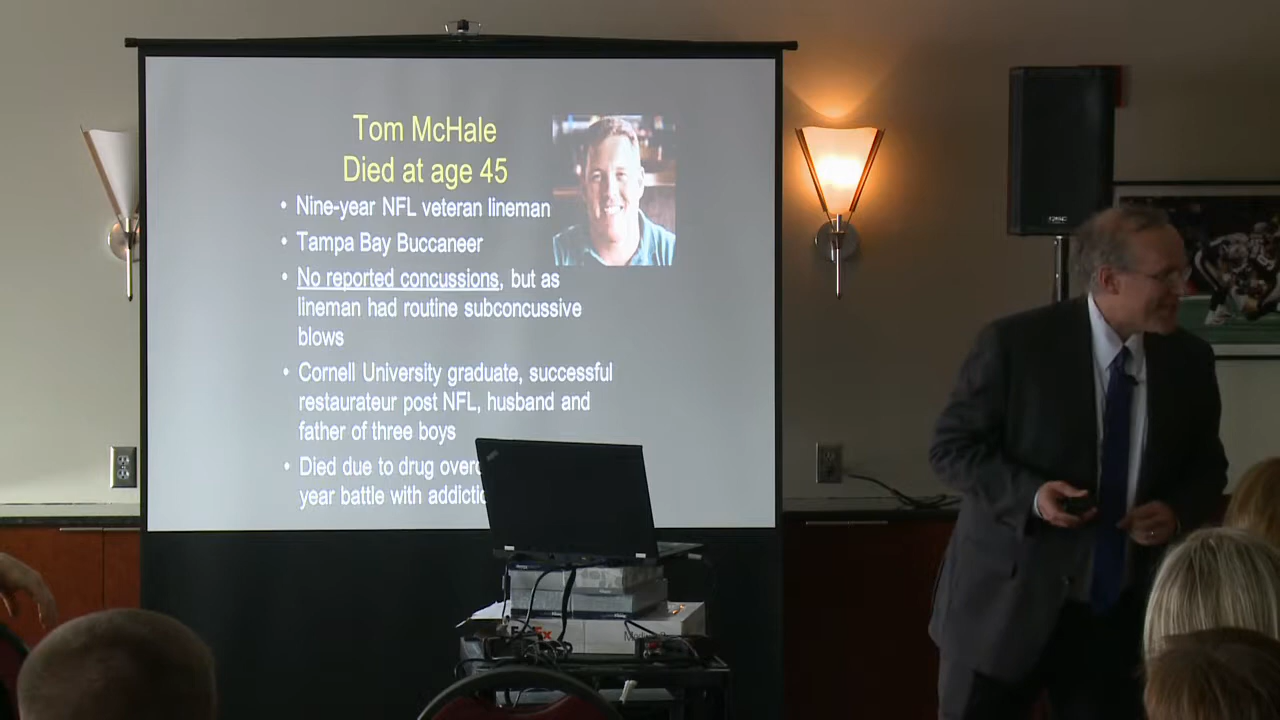 Tom McHale
Died at age 45
• Nine-year NFL veteran lineman
• Tampa Bay Buccaneer
• No reported concussions, but as
lineman had routine subconcussive
blows
• Cornell University graduate, successful
restaurateur post NFL, husband and
father of three boys
• Died due to drug
year battle with